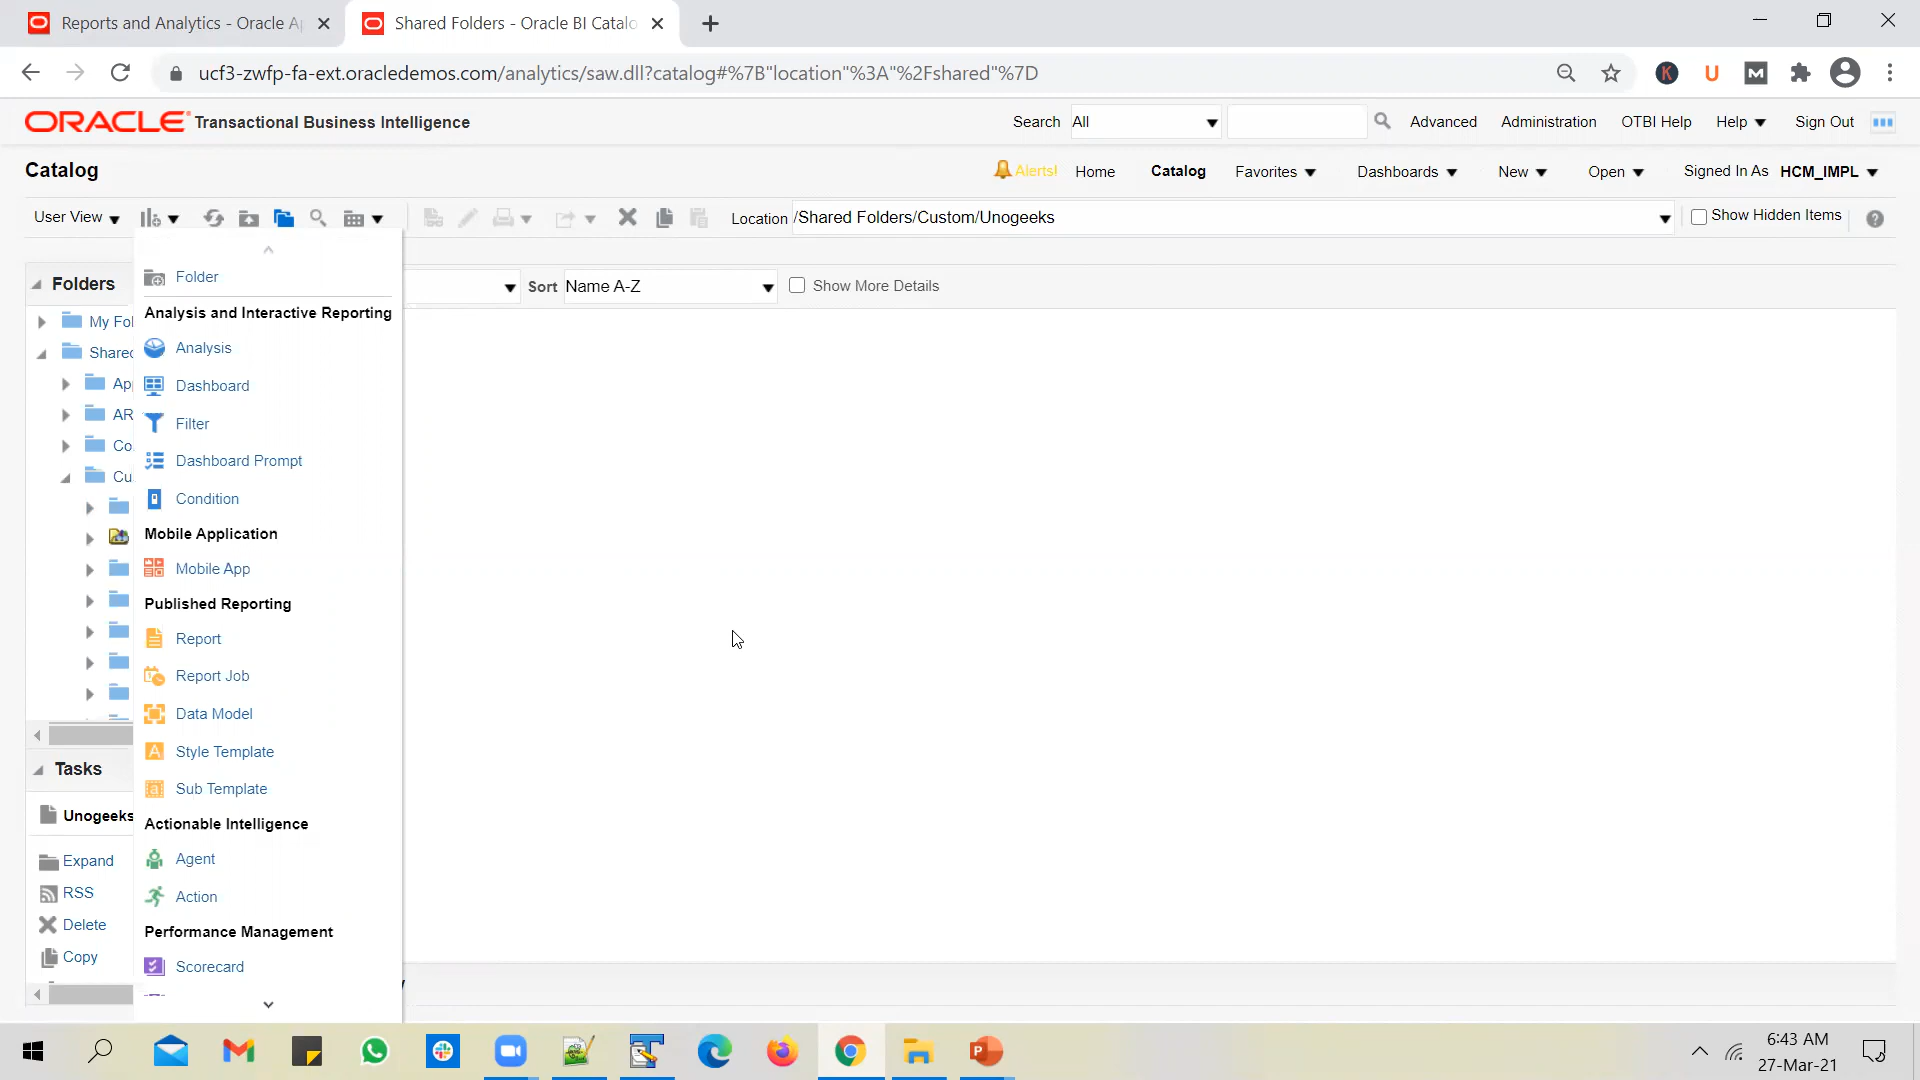 Reports and Analytics - Oracle Ap
Shared Folders - Oracle BI Catalo
ucf3-zwfp-fa-ext.oracledemos.com/analytics/saw.dll?catalog#%7B"location"%3A"%2Fshared"%7D
ORACLE Transactional Business Intelligence
Search All Advanced Administration OTBI Help Help Sign Out
Catalog
Alerts! Home Catalog Favorites Dashboards New Open Signed In As HCM_IMPL
User View
Location /Shared Folders/Custom/Unogeeks
Show Hidden Items
Folders
Sort Name A-Z Show More Details
My Fol
Shared
Ap
AR
Co
Cu
Folder
Analysis and Interactive Reporting
Analysis
Dashboard
Filter
Dashboard Prompt
Condition
Mobile Application
Mobile App
Published Reporting
Report
Report Job
Data Model
Style Template
Sub Template
Actionable Intelligence
Agent
Action
Performance Management
Scorecard
Tasks
Unogeeks
Expand
RSS
Delete
Copy
6:43 AM
27-Mar-21